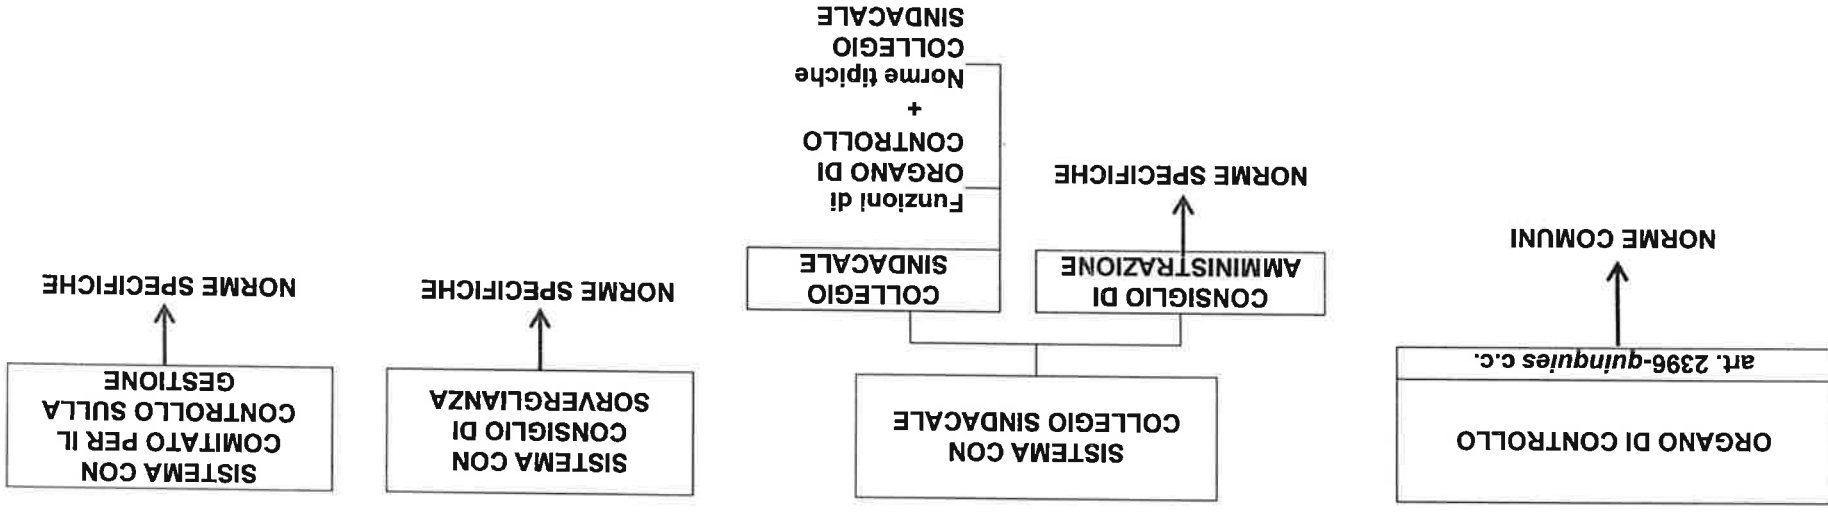 ORGANO DI CONTROLLO
art. 2396-quinquies c.c.
NORME COMUNI
SISTEMA CON
COLLEGIO SINDACALE
CONSIGLIO DI
AMMINISTRAZIONE
NORME SPECIFICHE
COLLEGIO
SINDACALE
Funzioni di
ORGANO DI
CONTROLLO
+
Norme tipiche
COLLEGIO
SINDACALE
SISTEMA CON
CONSIGLIO DI
SORVERGLIANZA
NORME SPECIFICHE
SISTEMA CON
COMITATO PER IL
CONTROLLO SULLA
GESTIONE
NORME SPECIFICHE